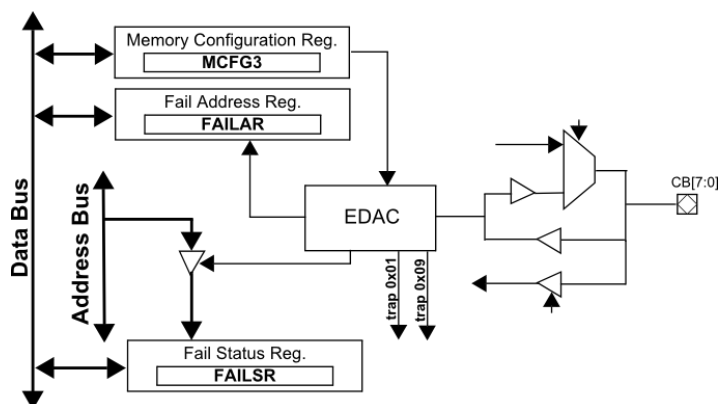 Memory Configuration Reg.
MCFG3
Fail Address Reg.
FAILAR
Data Bus
Address Bus
EDAC
CB[7:0]
trap 0x01
trap 0x09
Fail Status Reg.
FAILSR